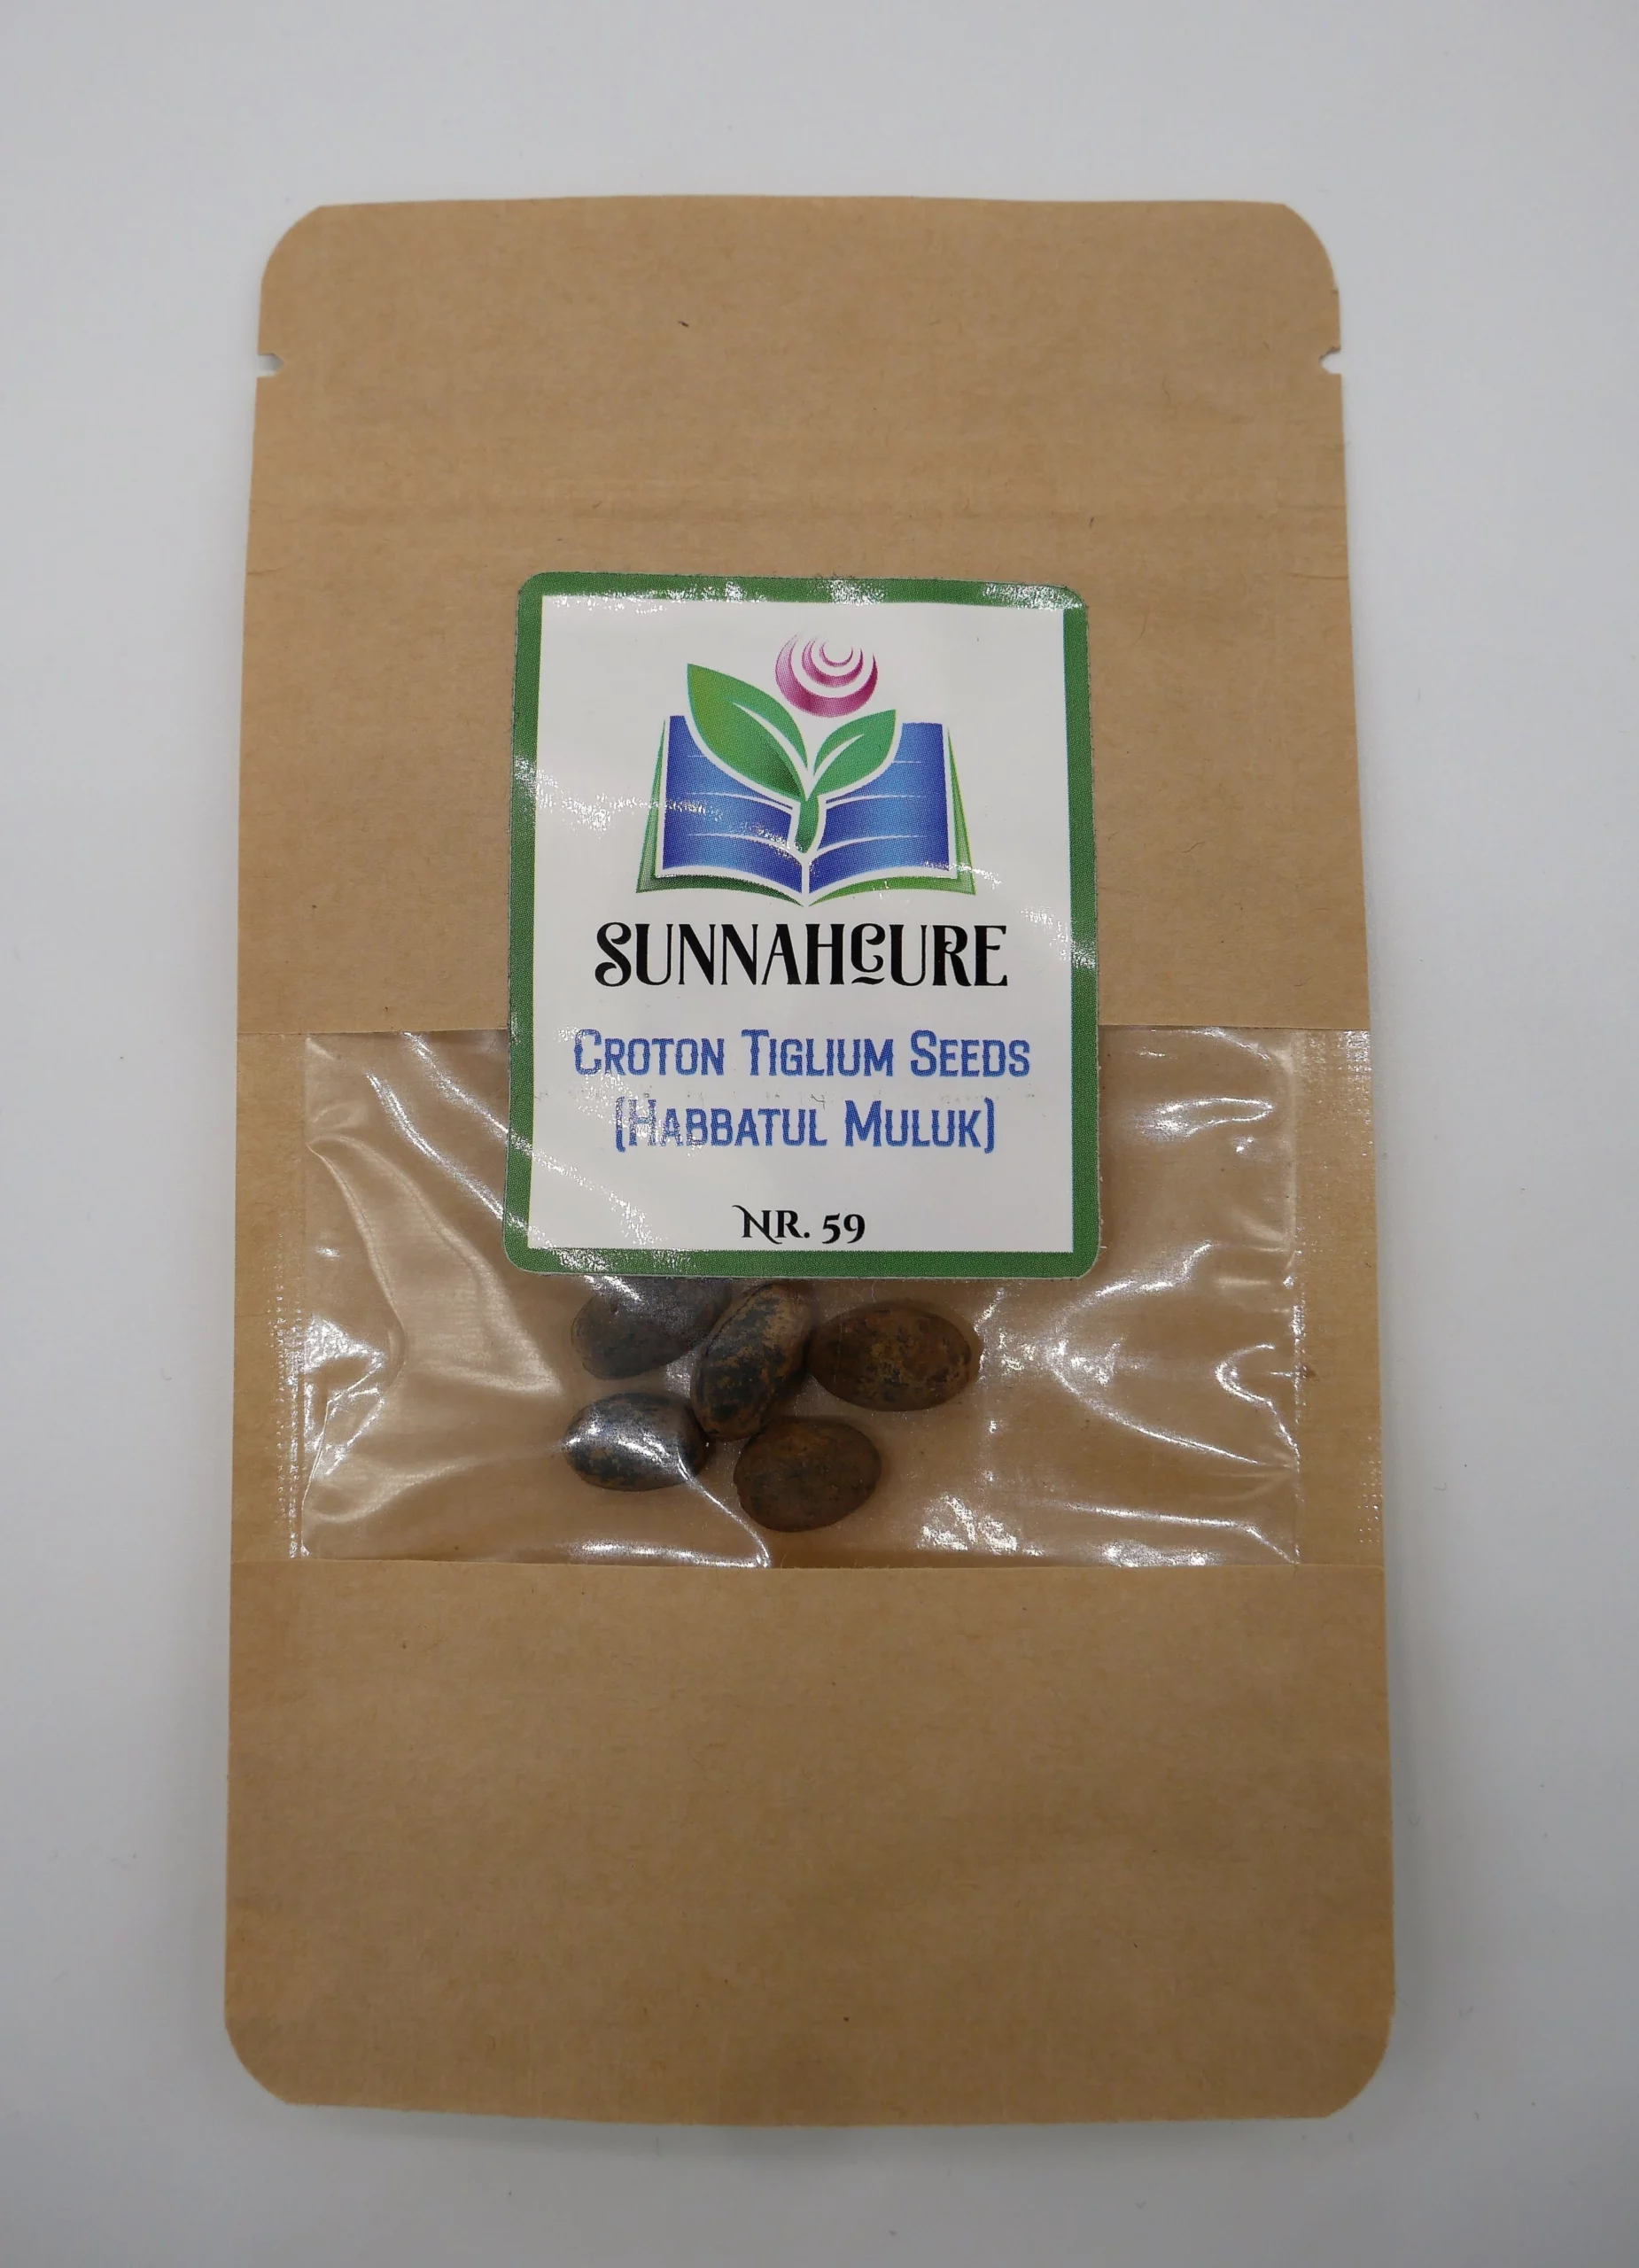 SUNNAHCURE
CROTON TIGLIUM SEEDS
(HABBATUL MULUK)
NR. 59